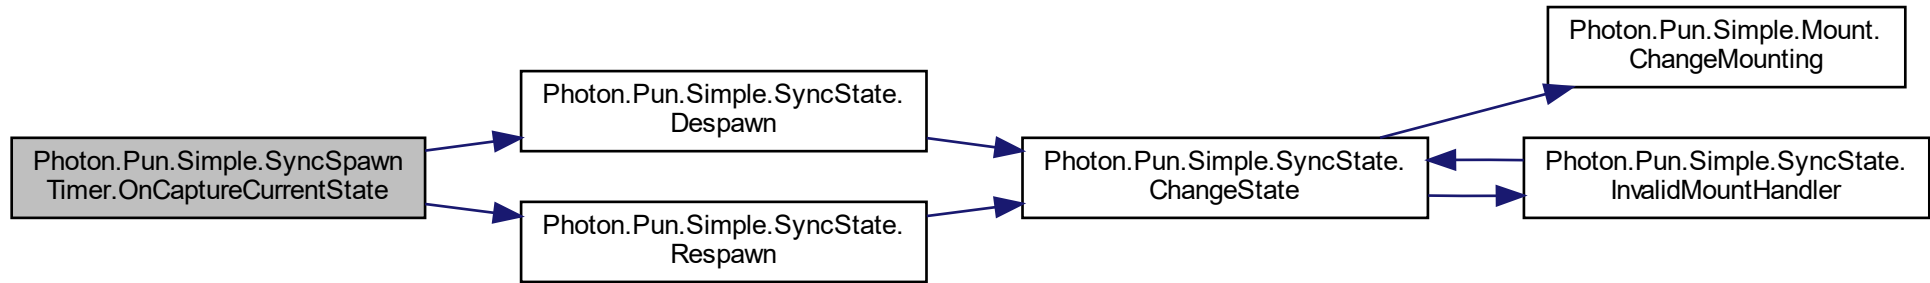 Photon.Pun.Simple.SyncSpawn
Timer.OnCaptureCurrentState
Photon.Pun.Simple.SyncState.
Despawn
Photon.Pun.Simple.SyncState.
Respawn
Photon.Pun.Simple.SyncState.
ChangeState
Photon.Pun.Simple.Mount.
ChangeMounting
Photon.Pun.Simple.SyncState.
InvalidMountHandler